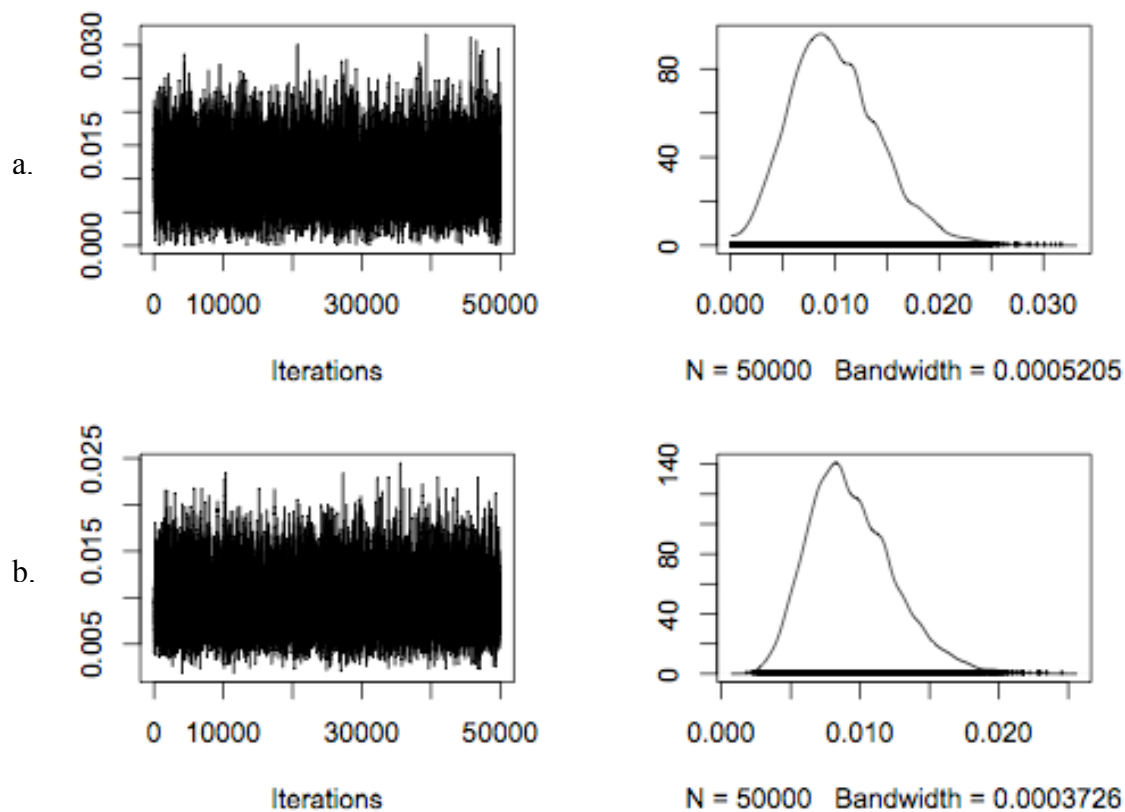 a.
0.000 0.015 0.030
0 10000 30000 50000
Iterations
0 40 80
0.000 0.010 0.020 0.030
N = 50000 Bandwidth = 0.0005205
b.
0.005 0.015 0.025
0 10000 30000 50000
Iterations
0 40 80 140
0.000 0.010 0.020
N = 50000 Bandwidth = 0.0003726